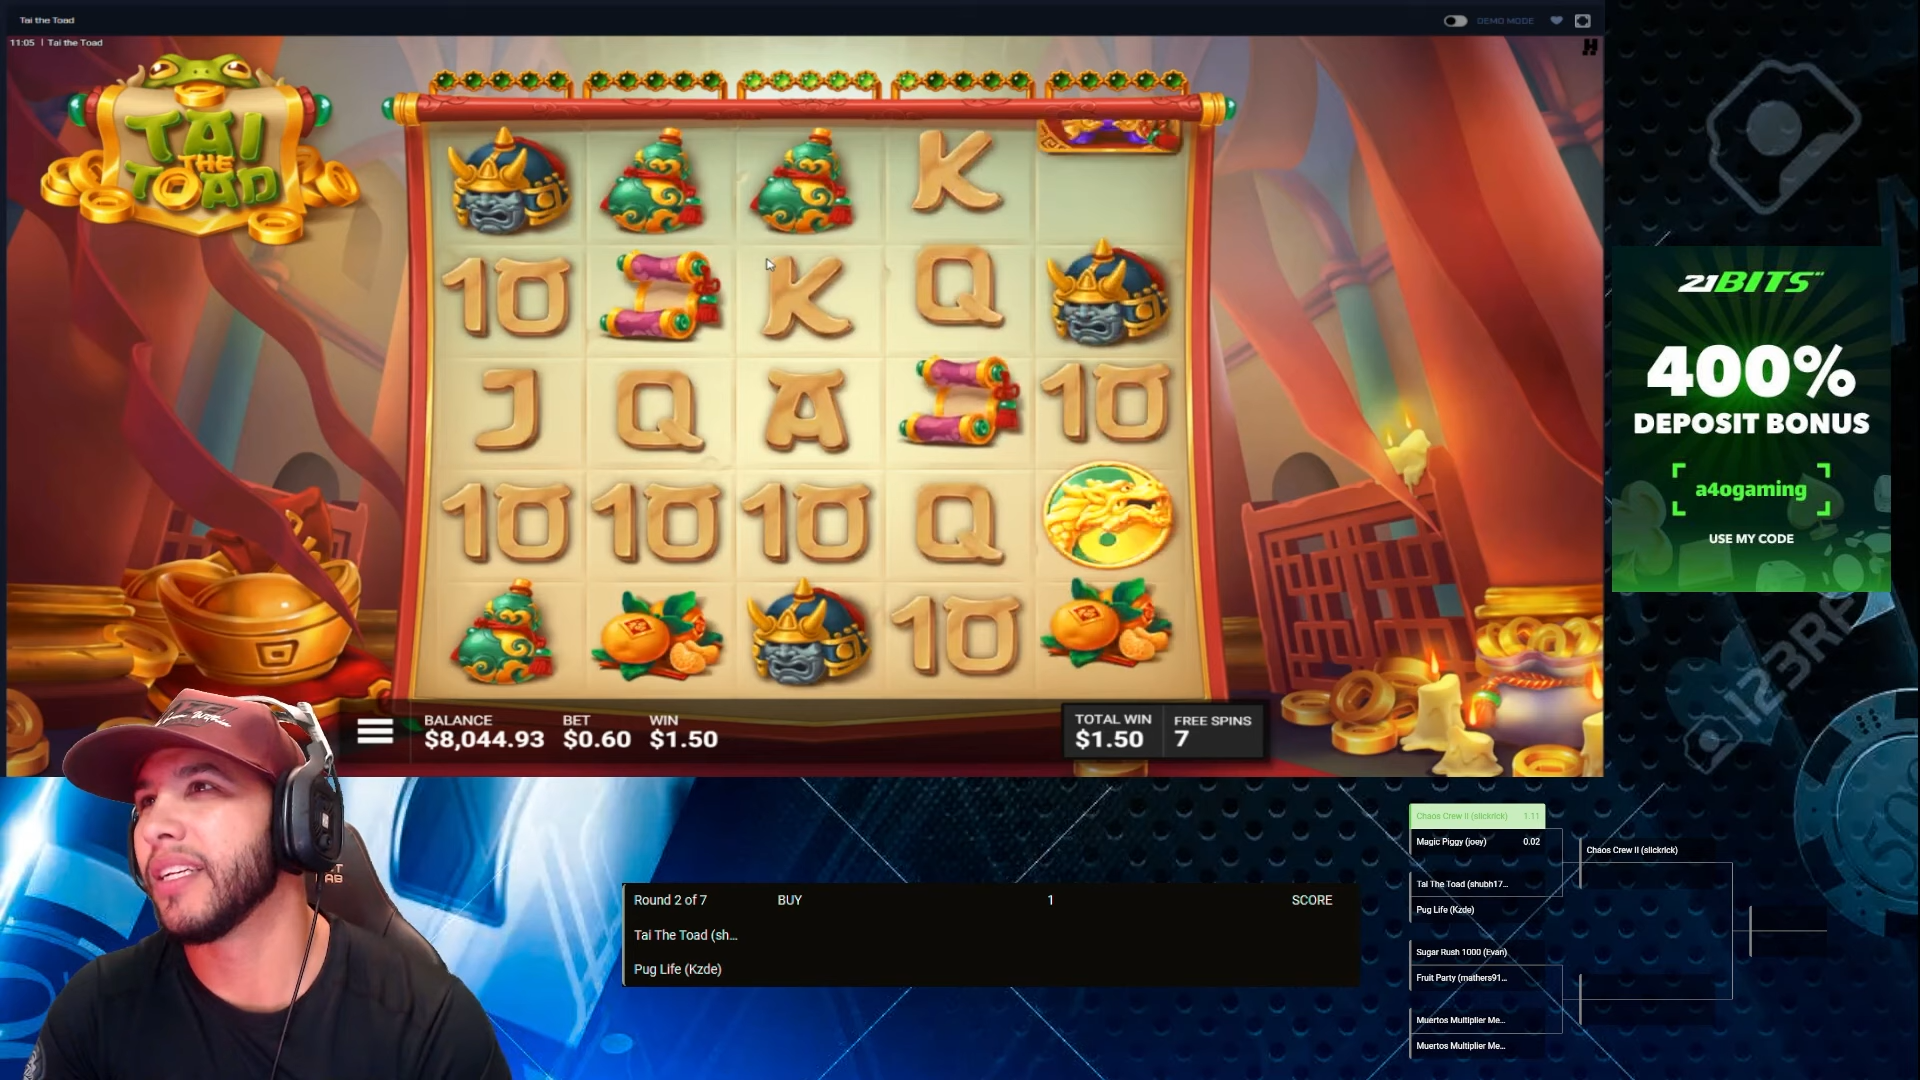 Tai the Toad
DEMO MODE
11:05 | Tai the Toad
TAI
THE
TOAD
K
10
K
Q
J
Q
A
10
10
10
10
Q
10
BALANCE
$8,044.93
BET
$0.60
WIN
$1.50
TOTAL WIN
$1.50
FREE SPINS
7
21BITS
400%
DEPOSIT BONUS
a4ogaming
USE MY CODE
123RF
Round 2 of 7 BUY 1 SCORE
Tai The Toad (sh...
Pug Life (Kzde)
Chaos Crew II (slickrick) 1.11
Magic Piggy (joey) 0.02
Tai The Toad (shubh17...
Pug Life (Kzde)
Sugar Rush 1000 (Evan)
Fruit Party (mathers91...
Muertos Multiplier Me...
Muertos Multiplier Me...
Chaos Crew II (slickrick)